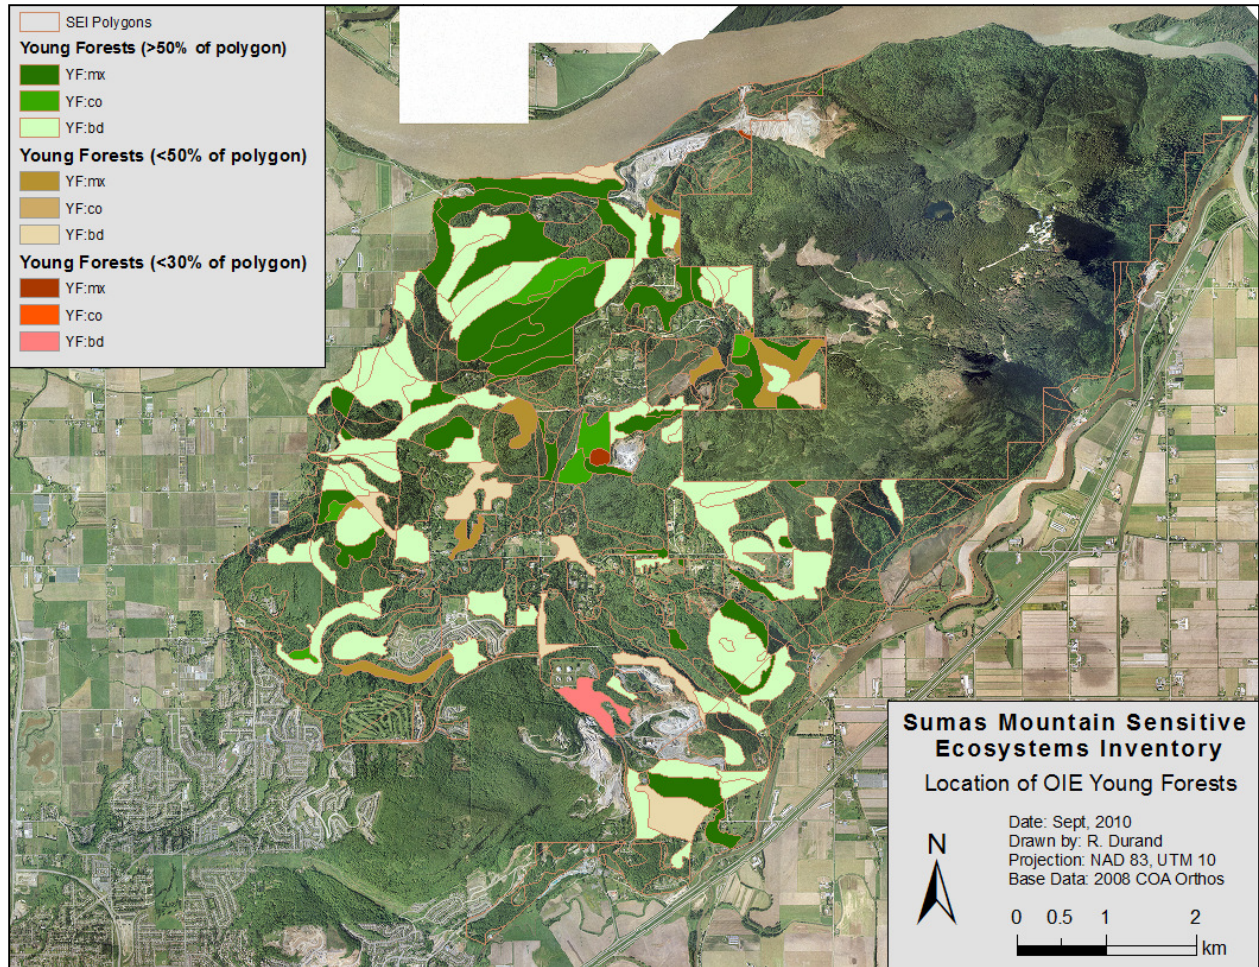 SEI Polygons
Young Forests (>50% of polygon)
YF:mx
YF:co
YF:bd
Young Forests (<50% of polygon)
YF:mx
YF:co
YF:bd
Young Forests (<30% of polygon)
YF:mx
YF:co
YF:bd
Sumas Mountain Sensitive
Ecosystems Inventory
Location of OIE Young Forests
Date: Sept, 2010
Drawn by: R. Durand
Projection: NAD 83, UTM 10
Base Data: 2008 COA Orthos
N
0 0.5 1 2
km